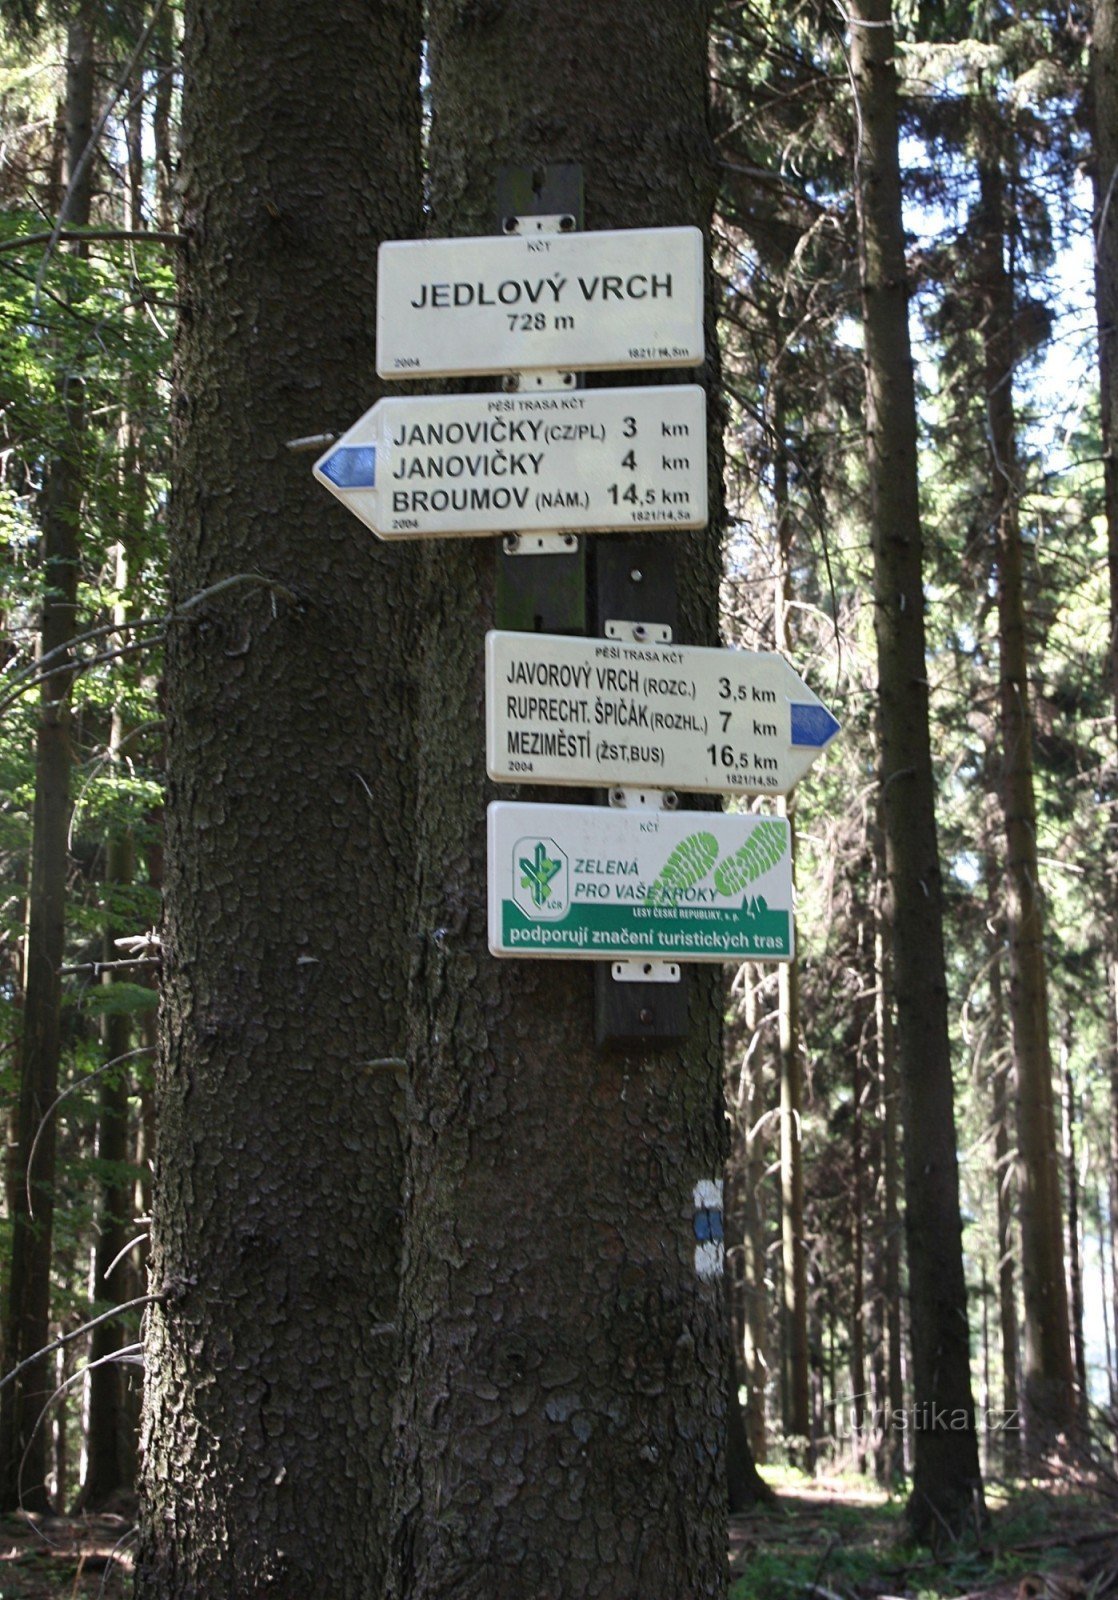 KČT
JEDLOVÝ VRCH
728 m
2004 1821/14,5m
PĚŠÍ TRASA KČT
JANOVIČKY (CZ/PL) 3 km
JANOVIČKY 4 km
BROUMOV (NÁM.) 14,5 km
2004 1821/14,5a
PĚŠÍ TRASA KČT
JAVOROVÝ VRCH (ROZC.) 3,5 km
RUPRECHT. ŠPIČÁK (ROZHL.) 7 km
MEZIMĚSTÍ (ŽST,BUS) 16,5 km
2004 1821/14,5b
KČT
ZELENÁ
PRO VAŠE KROKY
LČR
LESY ČESKÉ REPUBLIKY, s. p.
podporují značení turistických tras
Turistika.cz